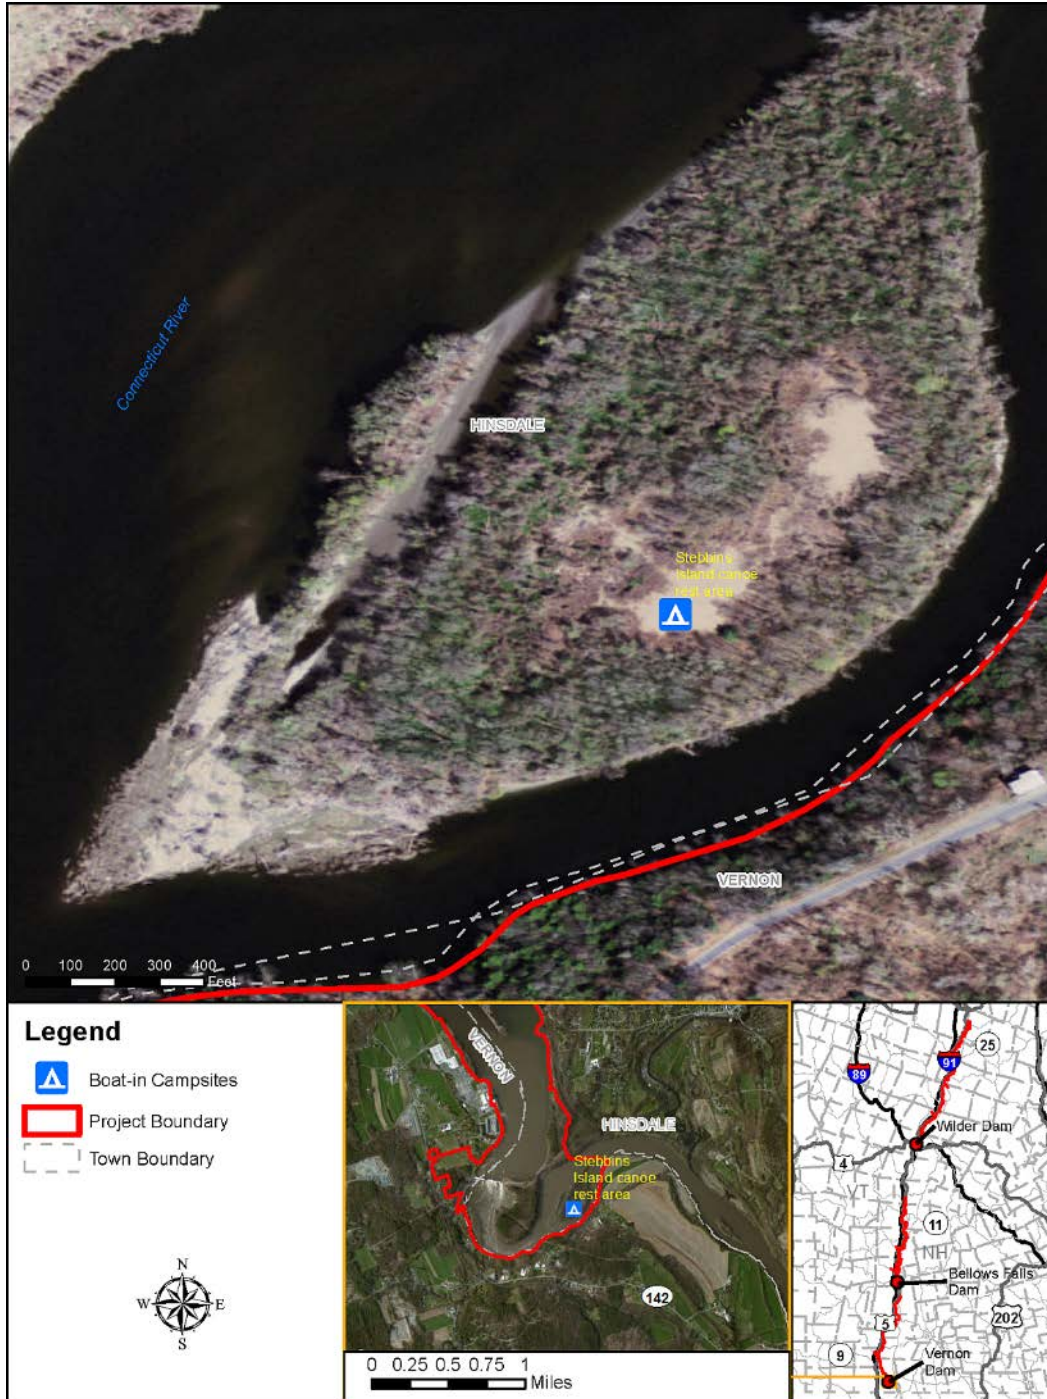 Connecticut River
HINSDALE
Stebbins
Island canoe
rest area
VERNON
0 100 200 300 400
Feet
Legend
Boat-in Campsites
Project Boundary
Town Boundary
N
W E
S
VERNON
HINSDALE
Stebbins
Island canoe
rest area
142
0 0.25 0.5 0.75 1
Miles
25
91
89
Wilder Dam
4
VT
11
NH
Bellows Falls
Dam
5
202
9
Vernon
Dam